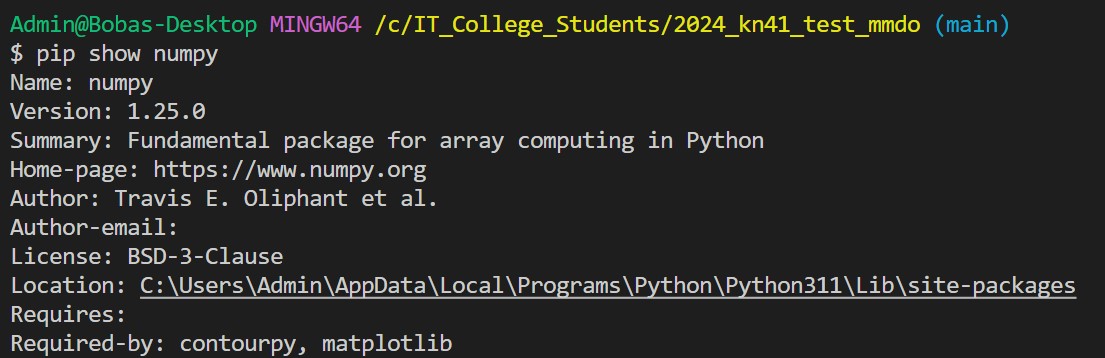 Admin@Bobas-Desktop MINGW64 /c/IT_College_Students/2024_kn41_test_mmdo (main)
$ pip show numpy
Name: numpy
Version: 1.25.0
Summary: Fundamental package for array computing in Python
Home-page: https://www.numpy.org
Author: Travis E. Oliphant et al.
Author-email:
License: BSD-3-Clause
Location: C:\Users\Admin\AppData\Local\Programs\Python\Python311\Lib\site-packages
Requires:
Required-by: contourpy, matplotlib